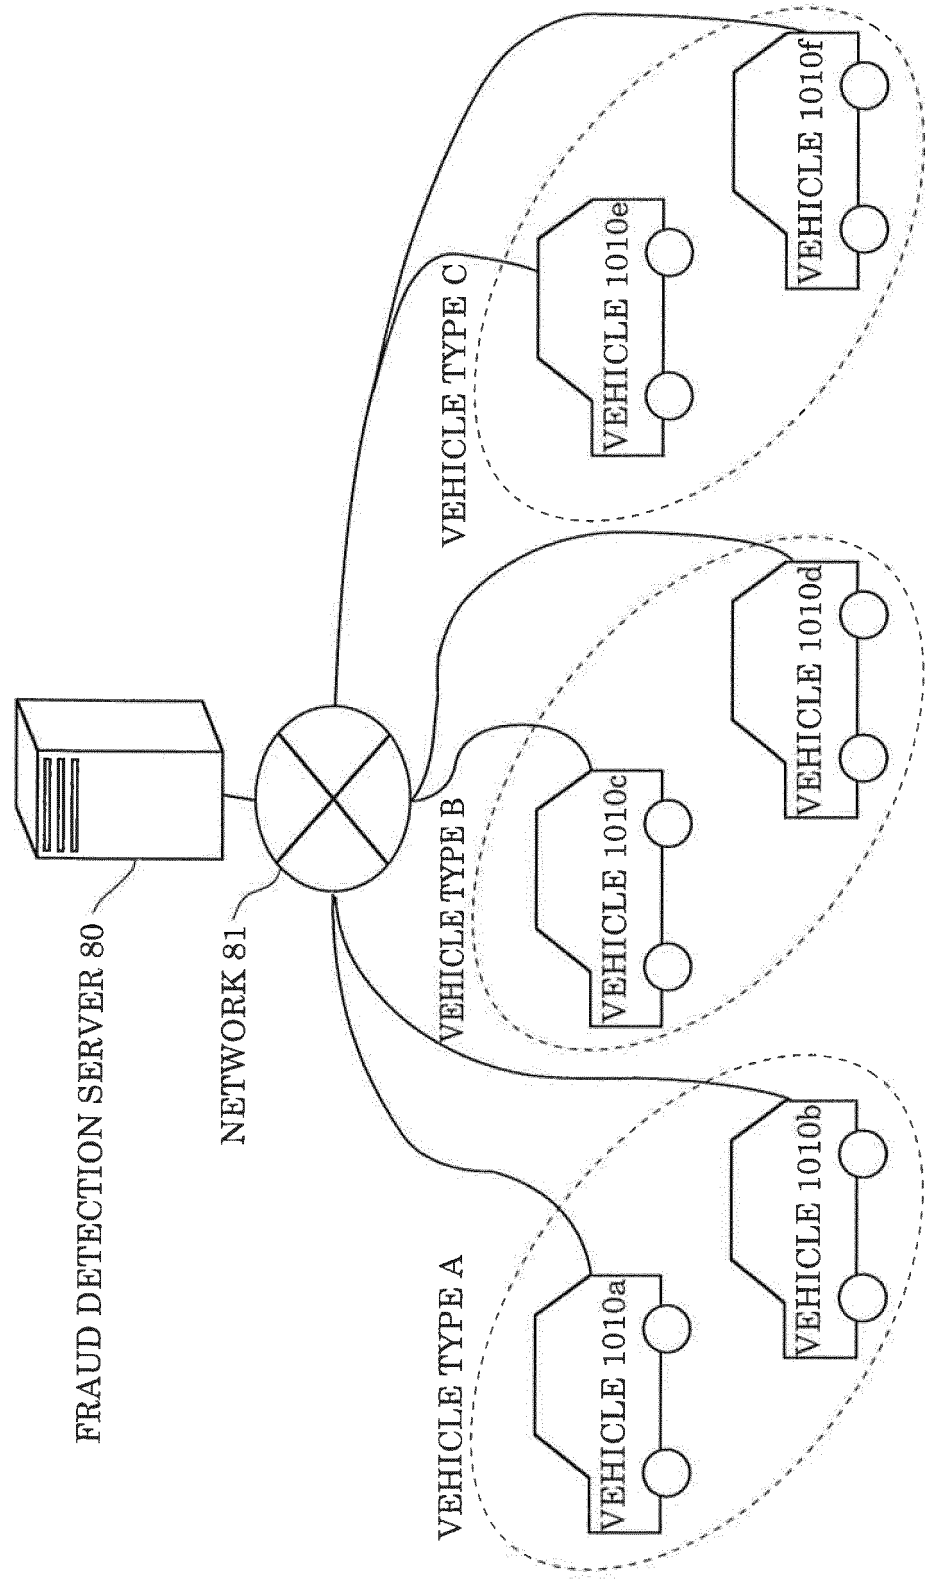 FRAUD DETECTION SERVER 80
NETWORK 81
VEHICLE TYPE A
VEHICLE TYPE B
VEHICLE TYPE C
VEHICLE 1010a
VEHICLE 1010c
VEHICLE 1010e
VEHICLE 1010b
VEHICLE 1010d
VEHICLE 1010f